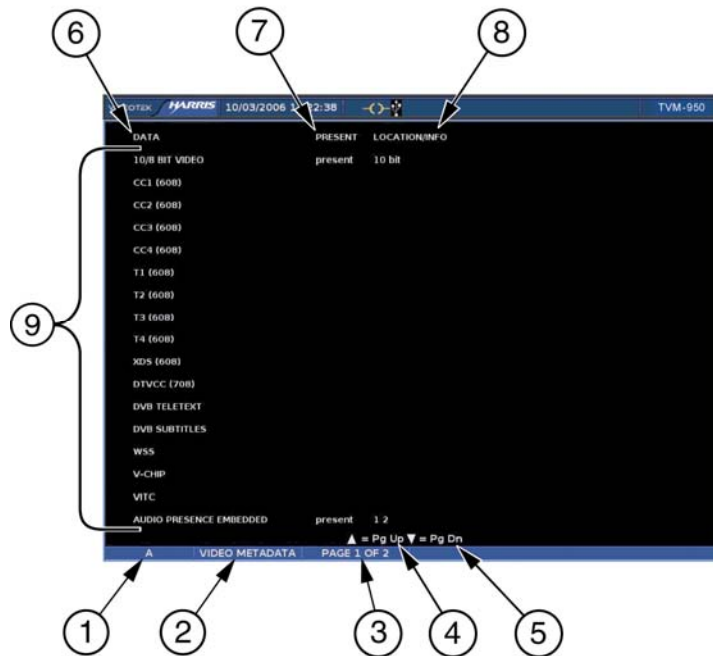 6 7 8
HARRIS 10/03/2006 22:38 TVM-950
DATA PRESENT LOCATION/INFO
10/8 BIT VIDEO present 10 bit
CC1 (608)
CC2 (608)
CC3 (608)
CC4 (608)
T1 (608)
T2 (608)
9
T3 (608)
T4 (608)
XDS (608)
DTVCC (708)
DVB TELETEXT
DVB SUBTITLES
WSS
V-CHIP
VITC
AUDIO PRESENCE EMBEDDED present 1 2
▲ = Pg Up ▼ = Pg Dn
A VIDEO METADATA PAGE 1 OF 2
1 2 3 4 5